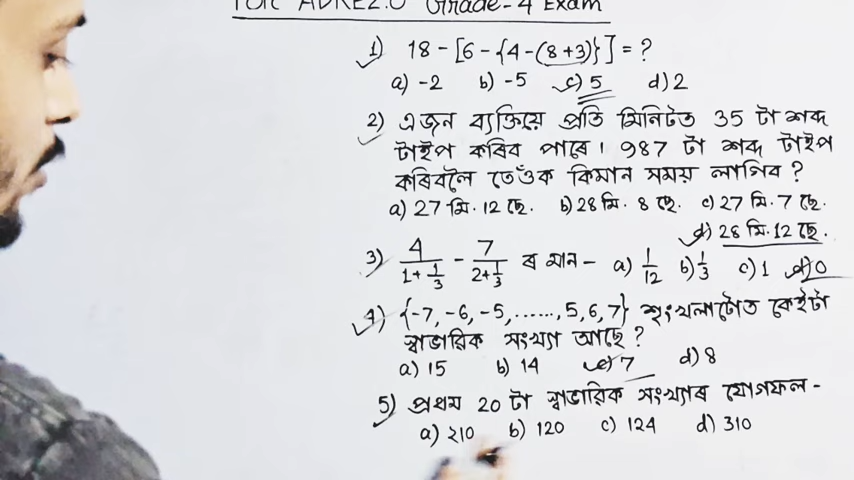 For ADRE2.0 Grade-4 Exam
1) 18 - [6 - {4 - (8+3)}] = ?
a) -2 b) -5 c) 5 d) 2
2) এজন ব্যক্তিয়ে প্ৰতি মিনিটত 35 টা শব্দ
টাইপ কৰিব পাৰে। 987 টা শব্দ টাইপ
কৰিবলৈ তেওঁক কিমান সময় লাগিব?
a) 27 মি. 12 ছে. b) 28 মি. 8 ছে. c) 27 মি. 7 ছে.
d) 28 মি. 12 ছে.
3) 4/(1+1/3) - 7/(2+1/3) ৰ মান - a) 1/12 b) 1/3 c) 1 d) 0
4) {-7, -6, -5, ......, 5, 6, 7} শৃংখলাটোত কেইটা
স্বাভাৱিক সংখ্যা আছে?
a) 15 b) 14 c) 7 d) 8
5) প্ৰথম 20 টা স্বাভাৱিক সংখ্যাৰ যোগফল -
a) 210 b) 120 c) 124 d) 310